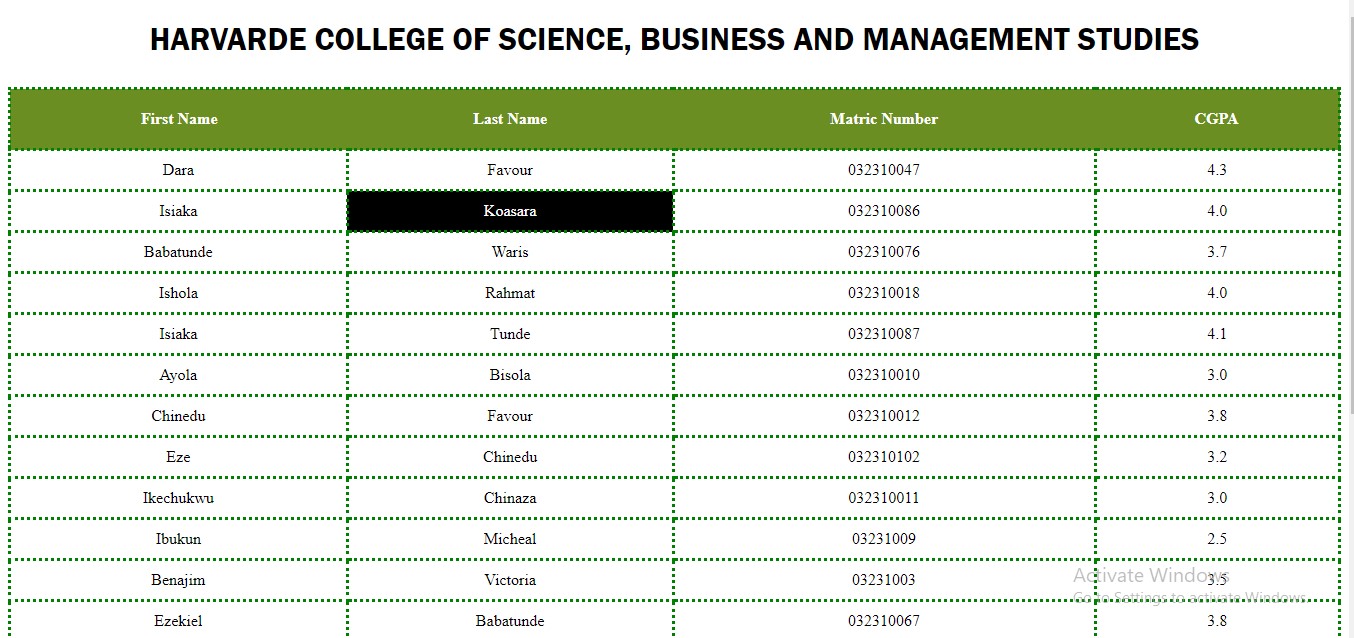 HARVARDE COLLEGE OF SCIENCE, BUSINESS AND MANAGEMENT STUDIES
First Name Last Name Matric Number CGPA
Dara Favour 032310047 4.3
Isiaka Koasara 032310086 4.0
Babatunde Waris 032310076 3.7
Ishola Rahmat 032310018 4.0
Isiaka Tunde 032310087 4.1
Ayola Bisola 032310010 3.0
Chinedu Favour 032310012 3.8
Eze Chinedu 032310102 3.2
Ikechukwu Chinaza 032310011 3.0
Ibukun Micheal 03231009 2.5
Benajim Victoria 03231003 3.5
Ezekiel Babatunde 032310067 3.8
Activate Windows
Go to Settings to activate Windows.